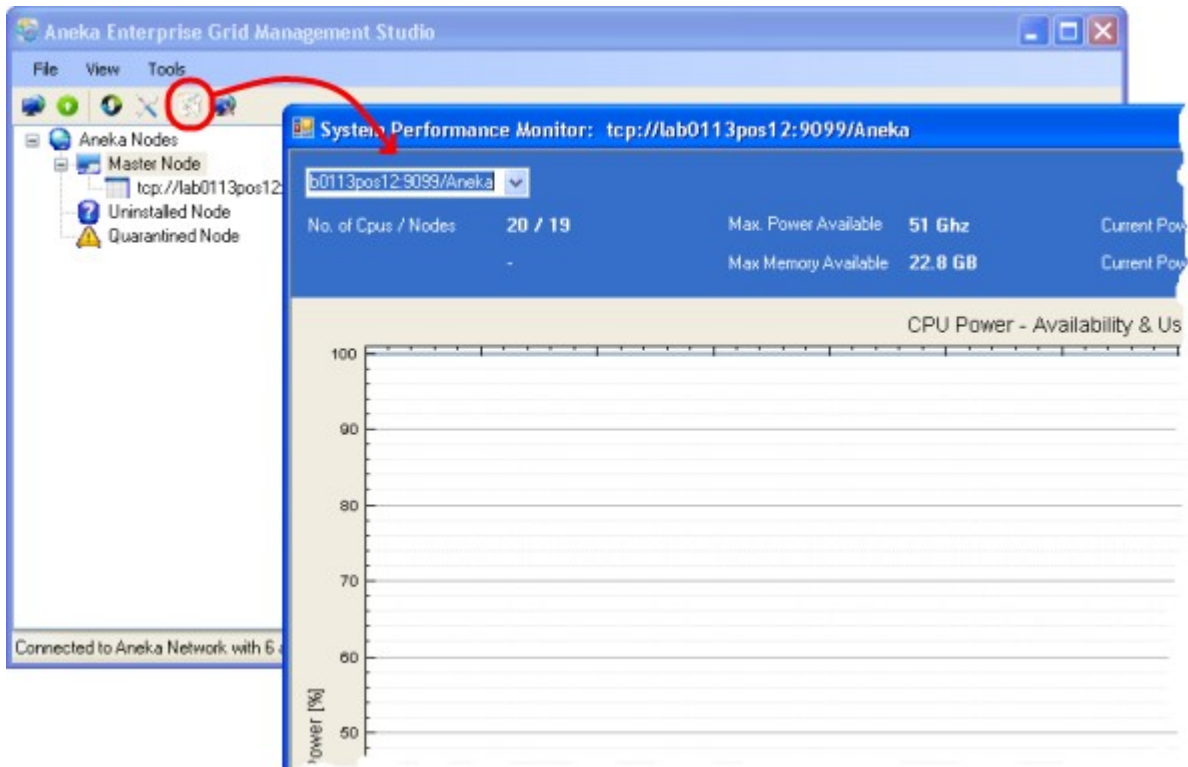 Aneka Enterprise Grid Management Studio
File View Tools
Aneka Nodes
Master Node
tcp://lab0113pos12:
Uninstalled Node
Quarantined Node
Connected to Aneka Network with 6
System Performance Monitor: tcp://lab0113pos12:9099/Aneka
b0113pos12:9099/Aneka
No. of Cpus / Nodes 20 / 19 Max. Power Available 51 Ghz Current Pow
- Max Memory Available 22.8 GB Current Pow
CPU Power - Availability & Us
100
90
80
70
60
50
ower [%]